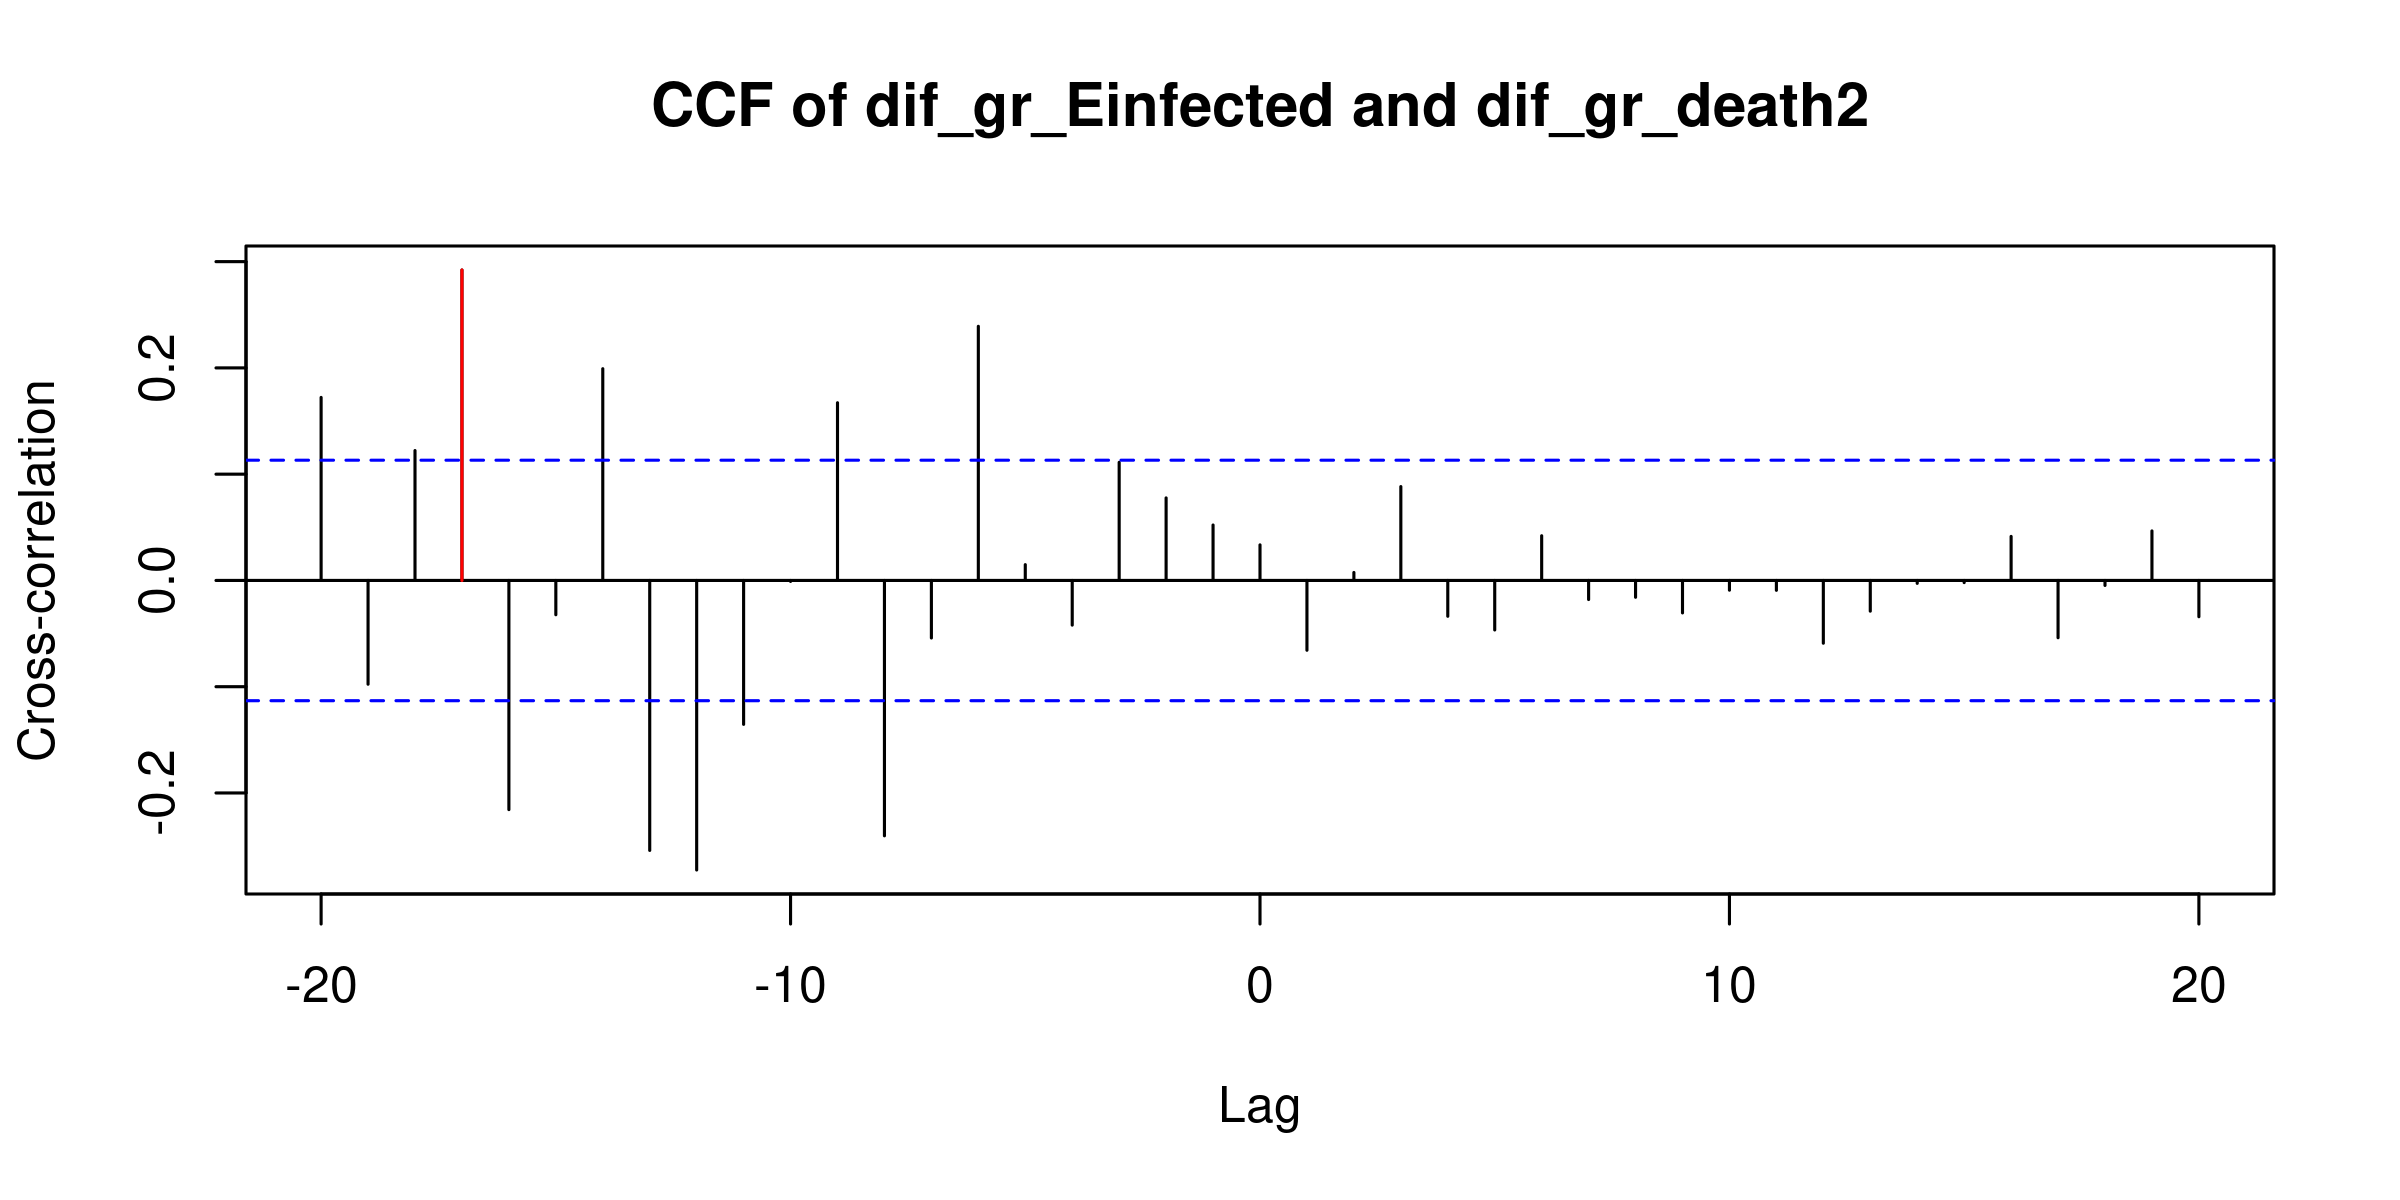 CCF of dif_gr_Einfected and dif_gr_death2
Cross-correlation
0.2
0.0
-0.2
-20 -10 0 10 20
Lag